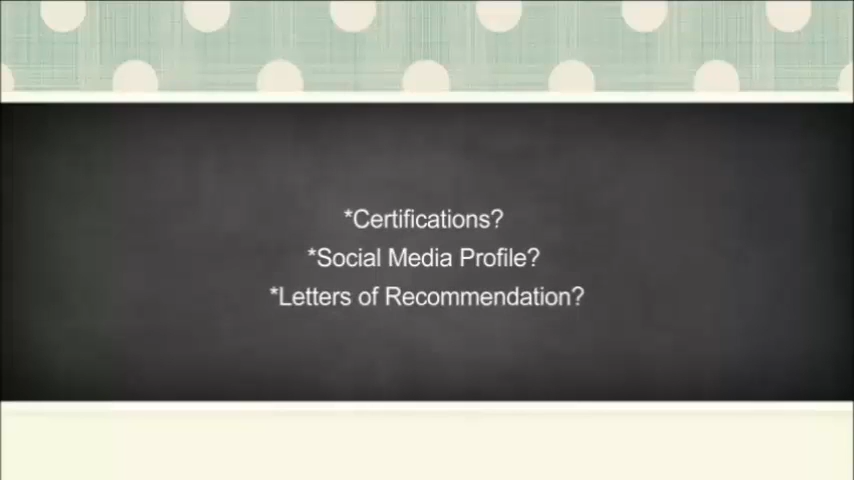 *Certifications?
*Social Media Profile?
*Letters of Recommendation?